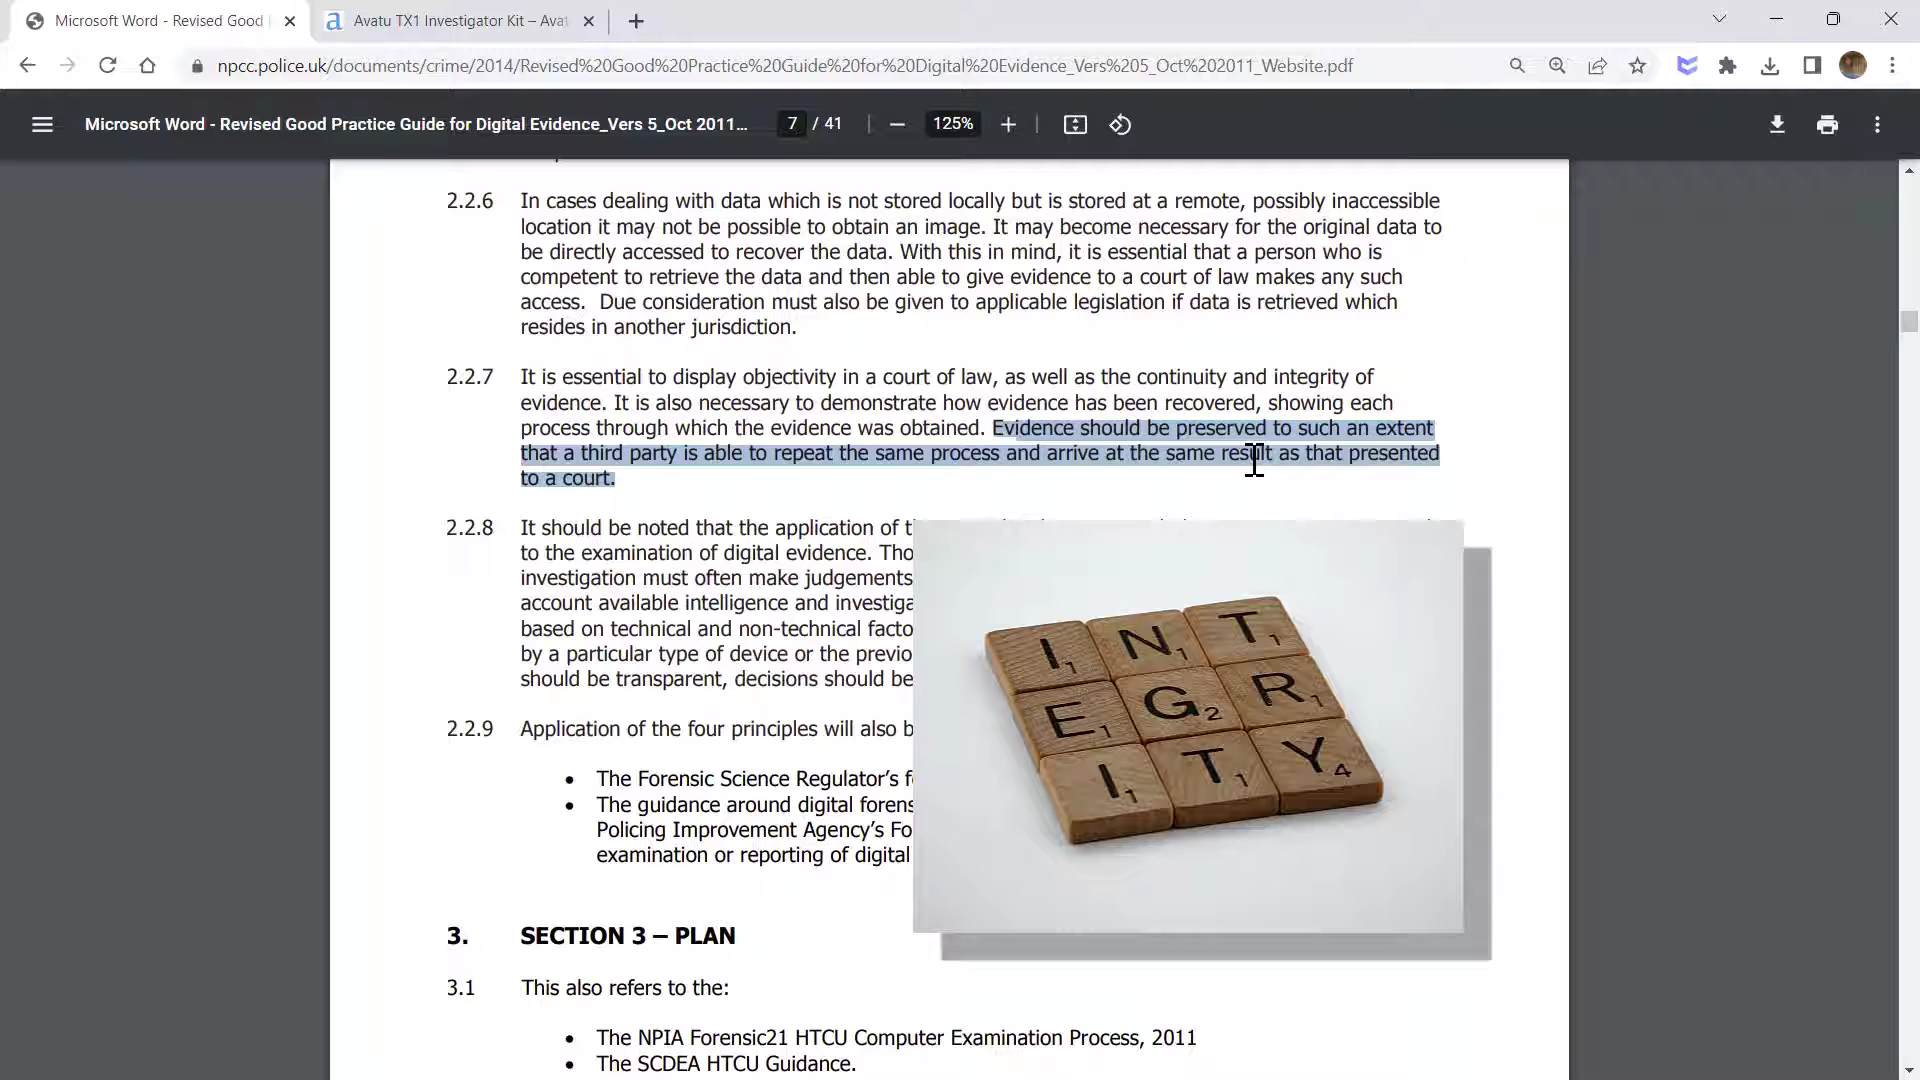 Microsoft Word - Revised Good
Avatu TX1 Investigator Kit – Avat
npcc.police.uk/documents/crime/2014/Revised%20Good%20Practice%20Guide%20for%20Digital%20Evidence_Vers%205_Oct%202011_Website.pdf
Microsoft Word - Revised Good Practice Guide for Digital Evidence_Vers 5_Oct 2011...
7 / 41
125%
2.2.6 In cases dealing with data which is not stored locally but is stored at a remote, possibly inaccessible
location it may not be possible to obtain an image. It may become necessary for the original data to
be directly accessed to recover the data. With this in mind, it is essential that a person who is
competent to retrieve the data and then able to give evidence to a court of law makes any such
access. Due consideration must also be given to applicable legislation if data is retrieved which
resides in another jurisdiction.
2.2.7 It is essential to display objectivity in a court of law, as well as the continuity and integrity of
evidence. It is also necessary to demonstrate how evidence has been recovered, showing each
process through which the evidence was obtained. Evidence should be preserved to such an extent
that a third party is able to repeat the same process and arrive at the same result as that presented
to a court.
2.2.8 It should be noted that the application of
to the examination of digital evidence.
investigation must often make judgements
account available intelligence and
based on technical and non-technical
by a particular type of device or the
should be transparent, decisions should be
2.2.9 Application of the four principles will also
• The Forensic Science Regulator's
• The guidance around digital
Policing Improvement Agency's
examination or reporting of digital
I1 N1 T1
E1 G2 R1
I1 T1 Y4
3. SECTION 3 – PLAN
3.1 This also refers to the:
• The NPIA Forensic21 HTCU Computer Examination Process, 2011
• The SCDEA HTCU Guidance.